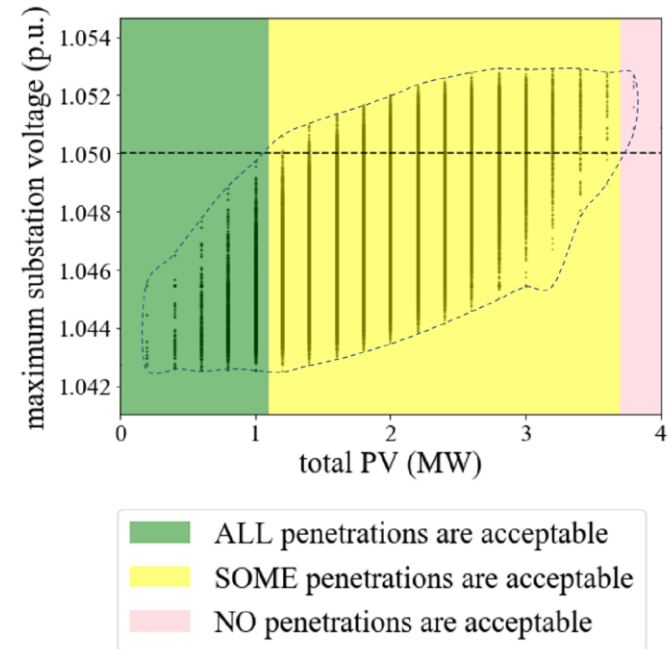 maximum substation voltage (p.u.)
1.054
1.052
1.050
1.048
1.046
1.044
1.042
0 1 2 3 4
total PV (MW)
ALL penetrations are acceptable
SOME penetrations are acceptable
NO penetrations are acceptable